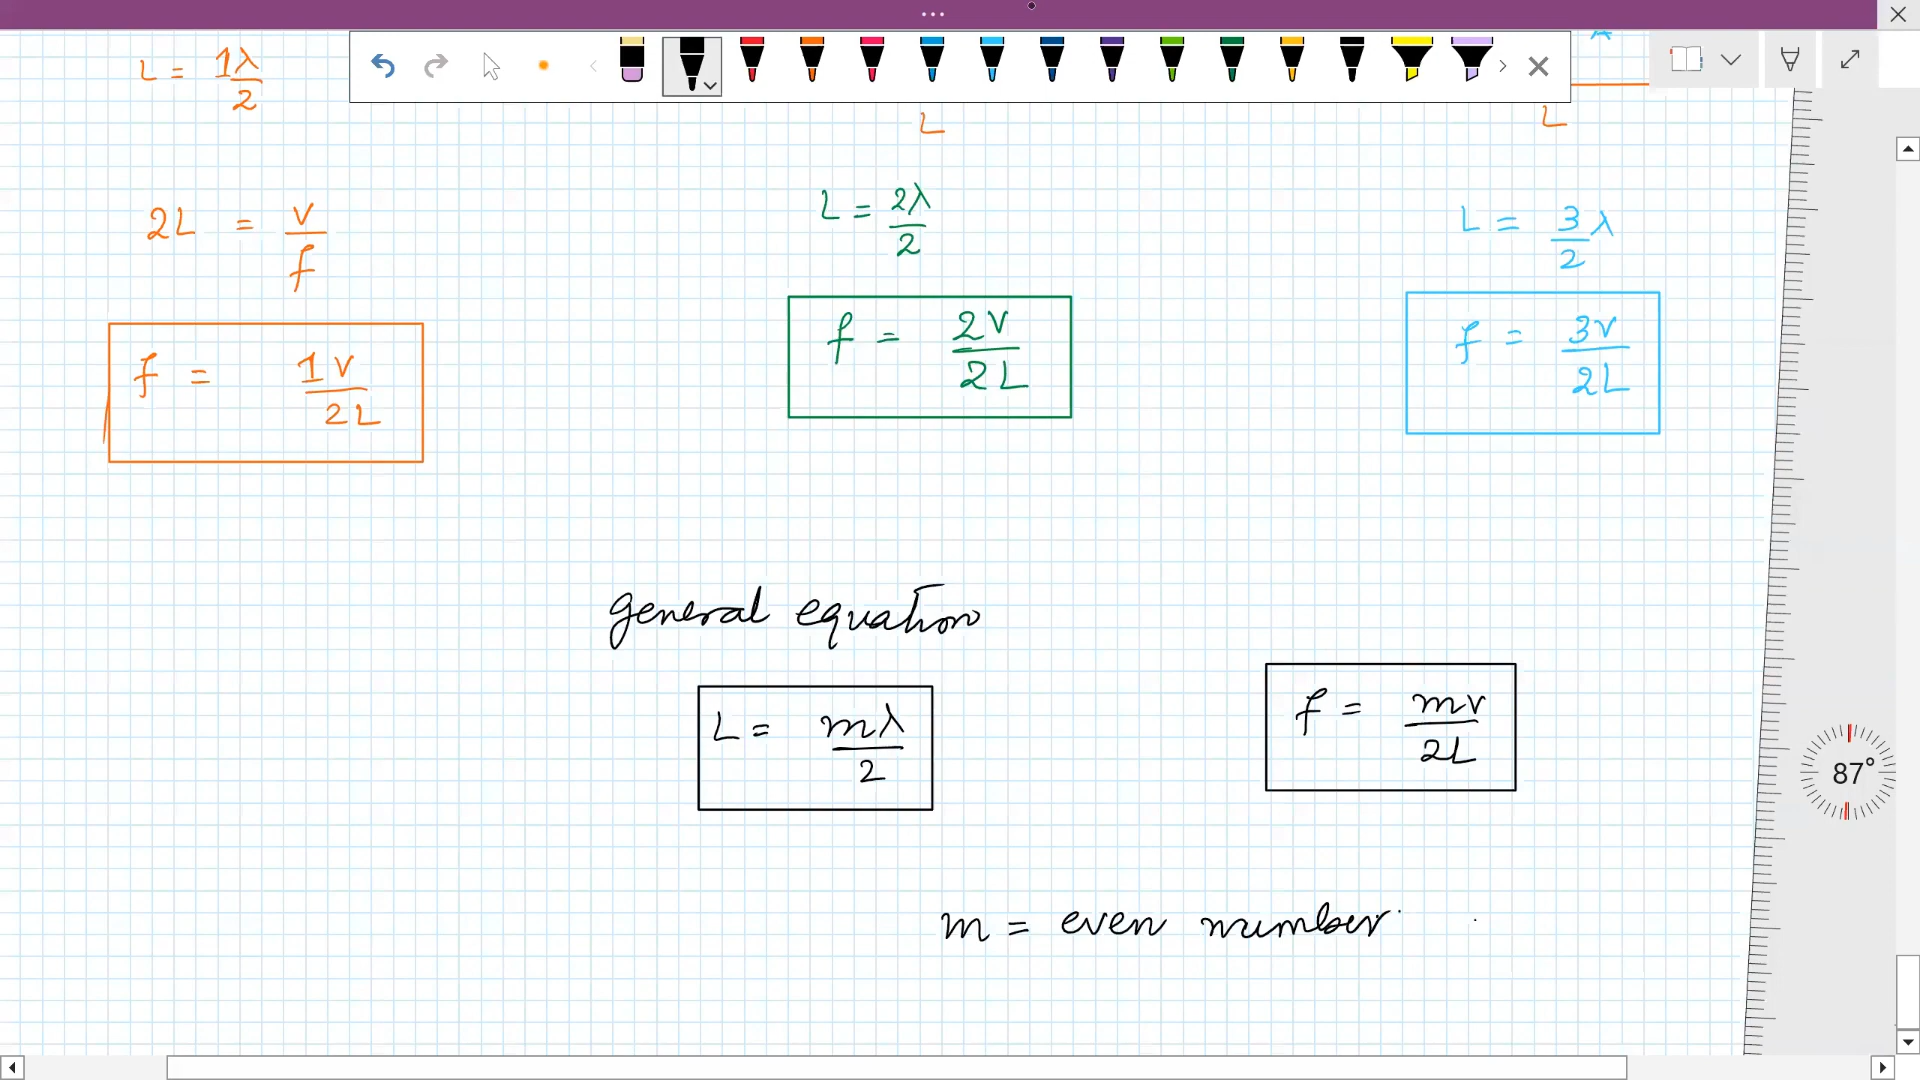 L = 1λ/2
L
L
2L = v/f
L = 2λ/2
L = 3/2 λ
f = 1v/2L
f = 2v/2L
f = 3v/2L
general equation
L = mλ/2
f = mv/2L
87°
m = even number